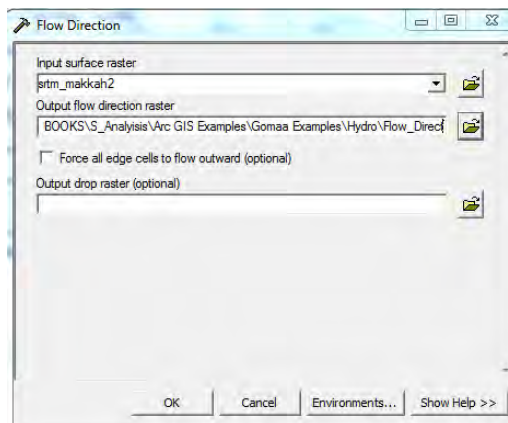 Flow Direction
Input surface raster
srtm_makkah2
Output flow direction raster
BOOKS\S_Analyisis\Arc GIS Examples\Gomaa Examples\Hydro\Flow_Direct
Force all edge cells to flow outward (optional)
Output drop raster (optional)
OK Cancel Environments... Show Help >>